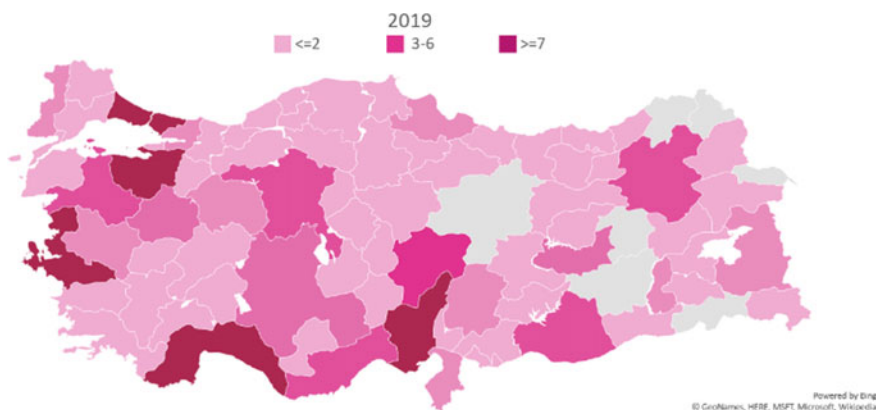 2019
<=2 3-6 >=7
Powered by Bing
© GeoNames, HERE, MSFT, Microsoft, Wikipedia